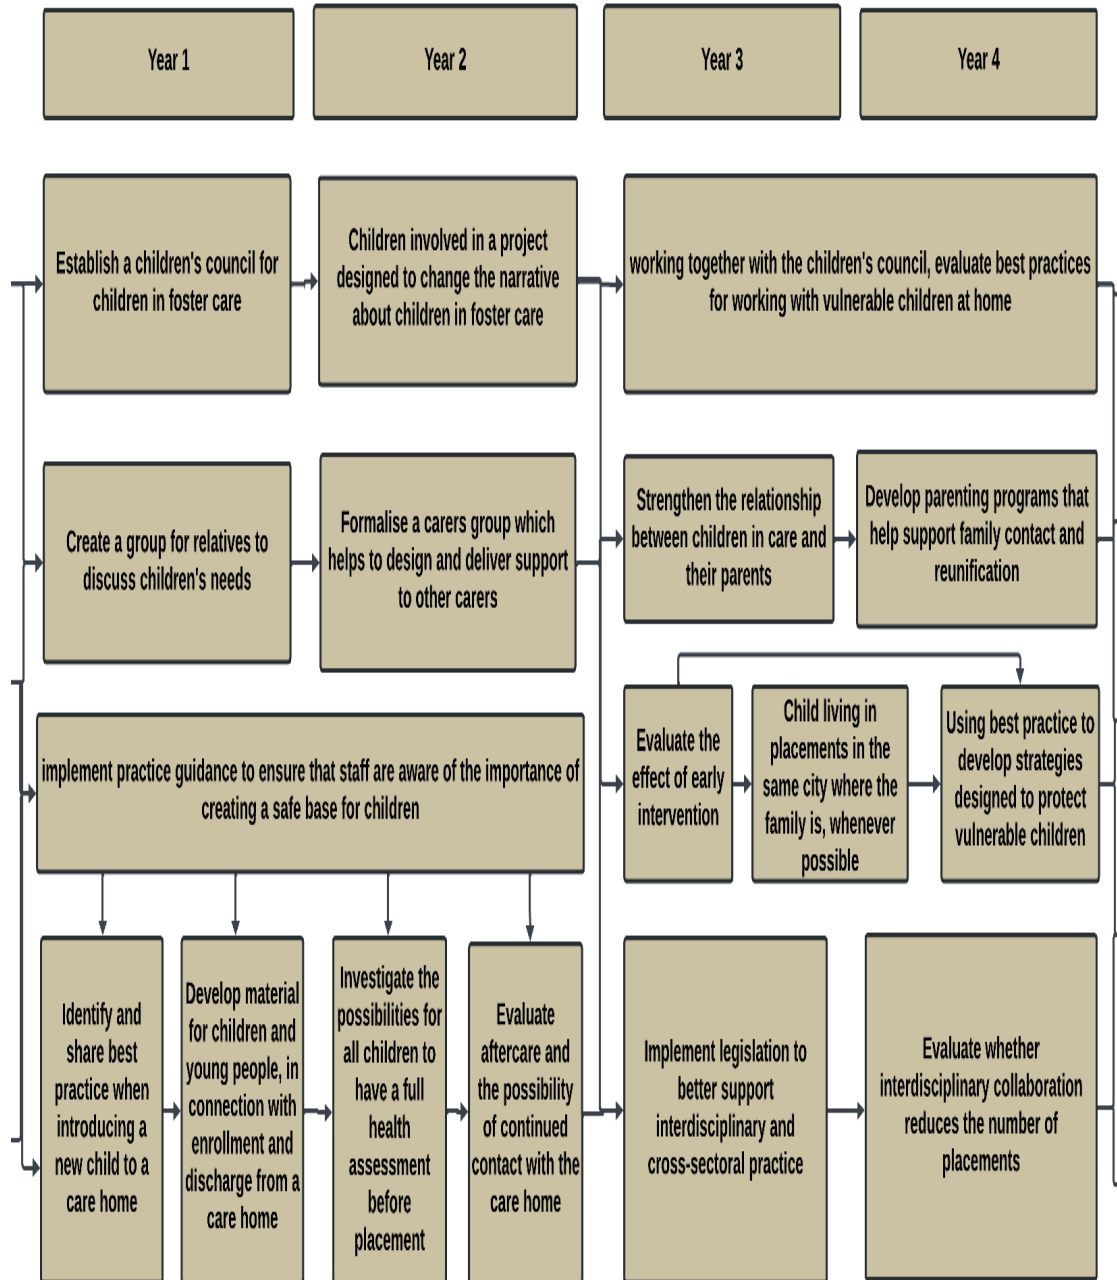 Year 1
Year 2
Year 3
Year 4
Establish a children's council for
children in foster care
Children involved in a project
designed to change the narrative
about children in foster care
working together with the children's council, evaluate best practices
for working with vulnerable children at home
Create a group for relatives to
discuss children's needs
Formalise a carers group which
helps to design and deliver support
to other carers
Strengthen the relationship
between children in care and
their parents
Develop parenting programs that
help support family contact and
reunification
implement practice guidance to ensure that staff are aware of the importance of
creating a safe base for children
Evaluate the
effect of early
intervention
Child living in
placements in the
same city where the
family is, whenever
possible
Using best practice to
develop strategies
designed to protect
vulnerable children
Identify and
share best
practice when
introducing a
new child to a
care home
Develop material
for children and
young people, in
connection with
enrollment and
discharge from a
care home
Investigate the
possibilities for
all children to
have a full
health
assessment
before
placement
Evaluate
aftercare and
the possibility
of continued
contact with the
care home
Implement legislation to
better support
interdisciplinary and
cross-sectoral practice
Evaluate whether
interdisciplinary collaboration
reduces the number of
placements